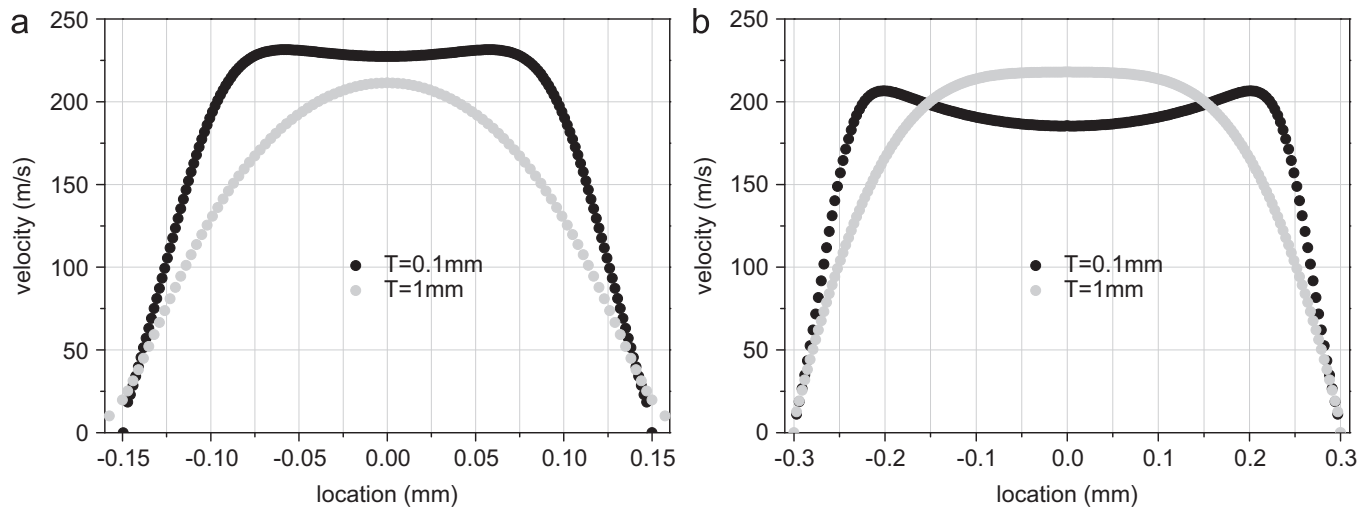 a
250
200
150
100
50
0
velocity (m/s)
T=0.1mm
T=1mm
-0.15 -0.10 -0.05 0.00 0.05 0.10 0.15
location (mm)
b
250
200
150
100
50
0
velocity (m/s)
T=0.1mm
T=1mm
-0.3 -0.2 -0.1 0.0 0.1 0.2 0.3
location (mm)